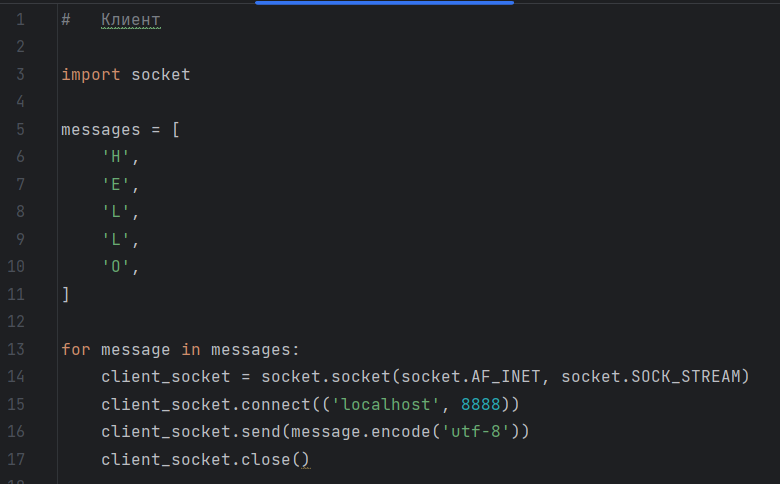 1 #   Клиент
2
3 import socket
4
5 messages = [
6     'H',
7     'E',
8     'L',
9     'L',
10     'O',
11 ]
12
13 for message in messages:
14     client_socket = socket.socket(socket.AF_INET, socket.SOCK_STREAM)
15     client_socket.connect(('localhost', 8888))
16     client_socket.send(message.encode('utf-8'))
17     client_socket.close()